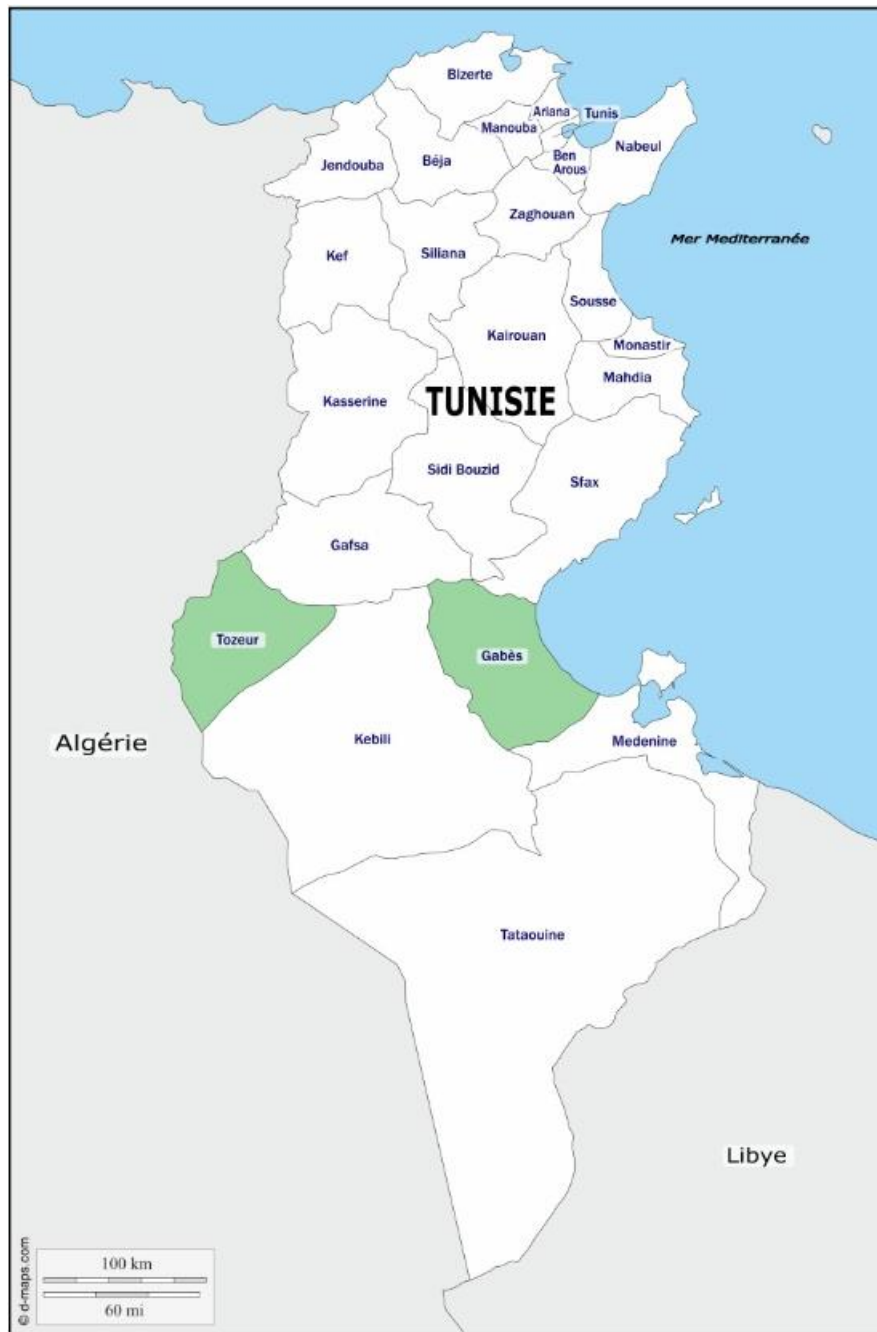 Bizerte
Ariana
Tunis
Manouba
Nabeul
Jendouba
Béja
Ben
Arous
Zaghouan
Mer Mediterranée
Kef
Siliana
Sousse
Kairouan
Monastir
Mahdia
Kasserine
TUNISIE
Sidi Bouzid
Sfax
Gafsa
Tozeur
Gabès
Algérie
Kebili
Medenine
Tataouine
Libye
100 km
60 mi
© d-maps.com